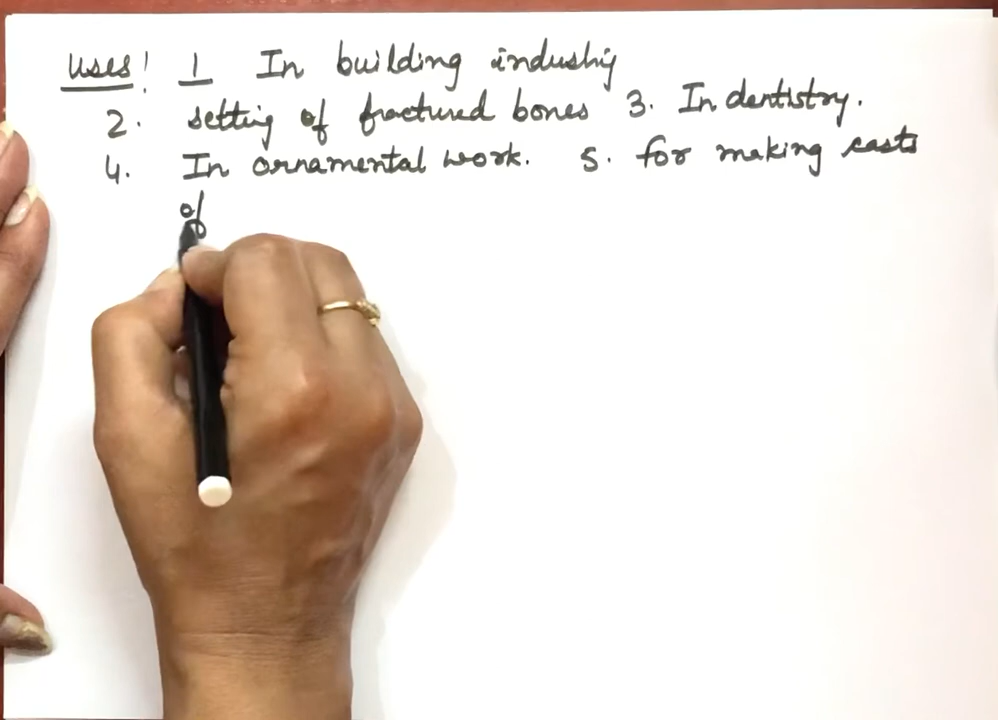 Uses! 1 In building industry
2. setting of fractured bones 3. In dentistry.
4. In ornamental work. 5. for making casts
of